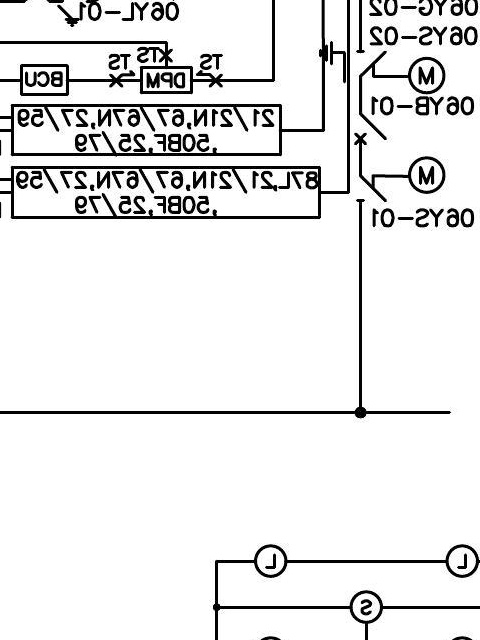 06YG-02
06YL-01
06YS-02
TS
TS
TS
M
DPM
BCU
06YB-01
21/21N,67/67N,27/59
,50BF,25/79
M
87L,21/21N,67/67N,27/59
,50BF,25/79
06YS-01
L
L
S